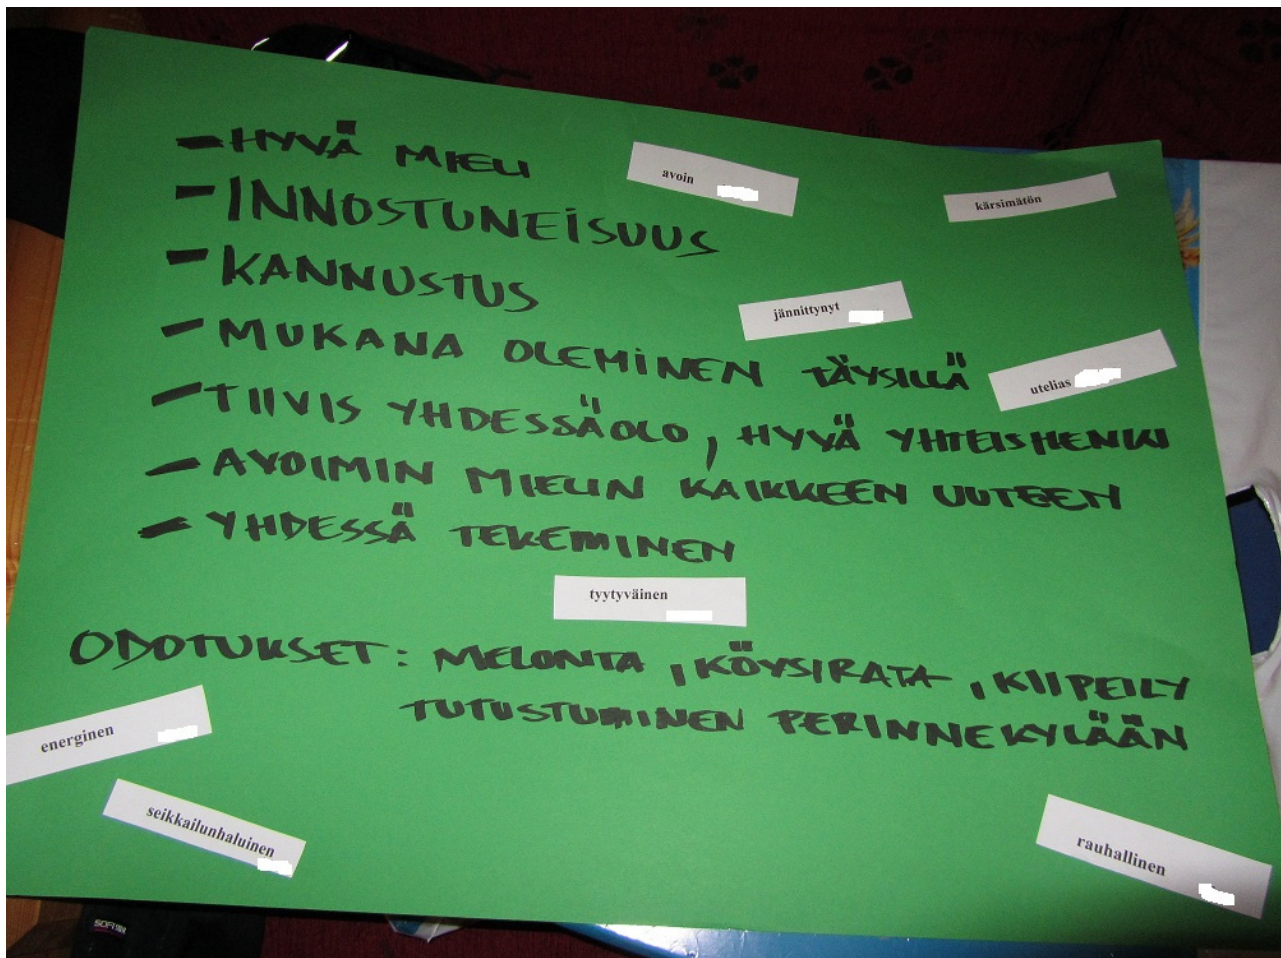 - HYVÄ MIELI
avoin
kärsimätön
- INNOSTUNEISUUS
- KANNUSTUS
jännittynyt
- MUKANA OLEMINEN TÄYSILLÄ
utelias
- TIIVIS YHDESSÄOLO, HYVÄ YHTEISHENKI
- AVOIMIN MIELIN KAIKKEEN UUTEEN
- YHDESSÄ TEKEMINEN
tyytyväinen
ODOTUKSET: MELONTA, KÖYSIRATA, KIIPEILY
TUTUSTUMINEN PERINNEKYLÄÄN
energinen
seikkailunhaluinen
rauhallinen